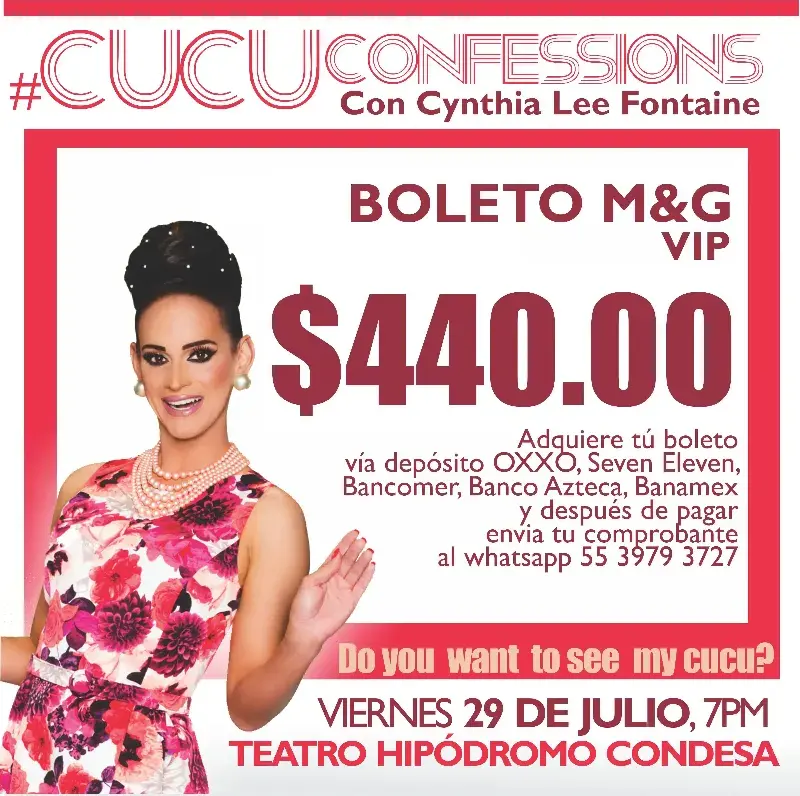 #CUCU CONFESSIONS
Con Cynthia Lee Fontaine
BOLETO M&G
VIP
$440.00
Adquiere tú boleto
vía depósito OXXO, Seven Eleven,
Bancomer, Banco Azteca, Banamex
y después de pagar
envia tu comprobante
al whatsapp 55 3979 3727
Do you want to see my cucu?
VIERNES 29 DE JULIO, 7PM
TEATRO HIPÓDROMO CONDESA